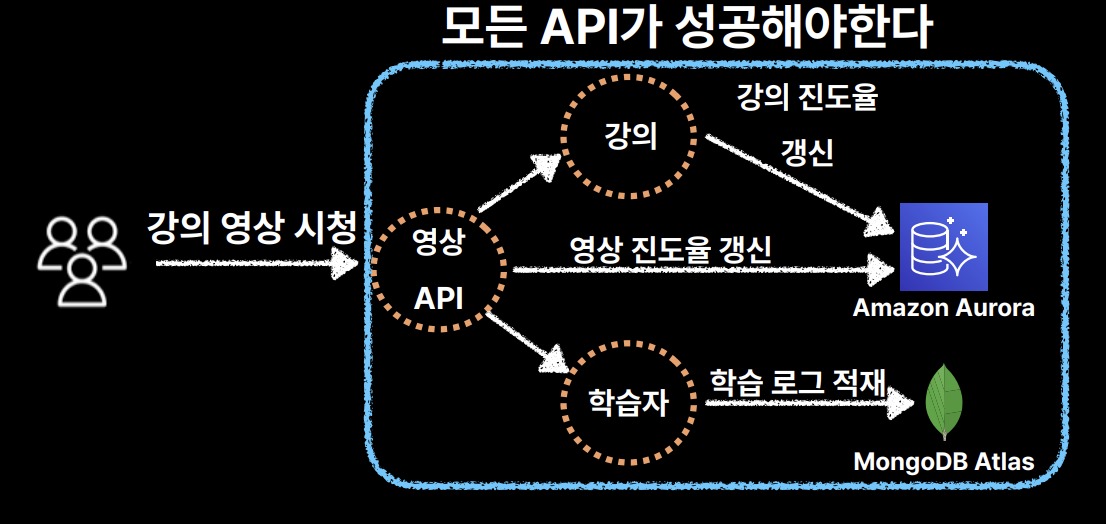 모든 API가 성공해야한다
강의 진도율
갱신
강의
강의 영상 시청
영상
API
영상 진도율 갱신
Amazon Aurora
학습자
학습 로그 적재
MongoDB Atlas